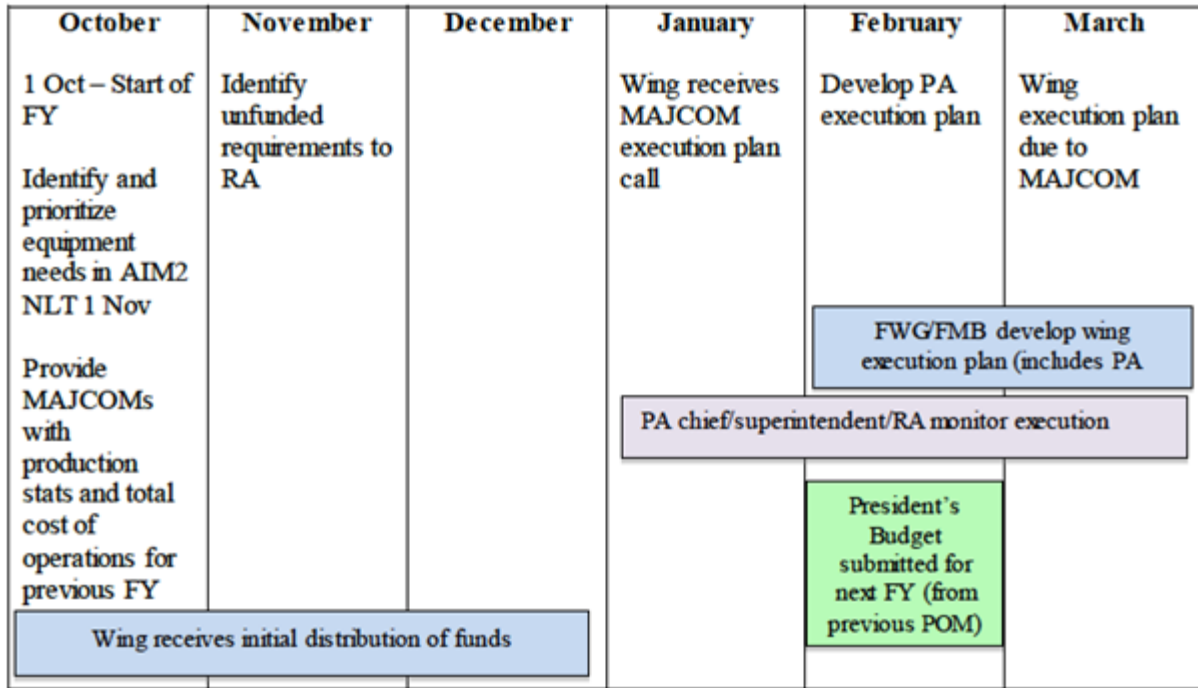 October
November
December
January
February
March
1 Oct – Start of
FY
Identify and
prioritize
equipment
needs in AIM2
NLT 1 Nov
Provide
MAJCOMs
with
production
stats and total
cost of
operations for
previous FY
Identify
unfunded
requirements to
RA
Wing receives
MAJCOM
execution plan
call
Develop PA
execution plan
Wing
execution plan
due to
MAJCOM
FWG/FMB develop wing
execution plan (includes PA
PA chief/superintendent/RA monitor execution
President’s
Budget
submitted for
next FY (from
previous POM)
Wing receives initial distribution of funds